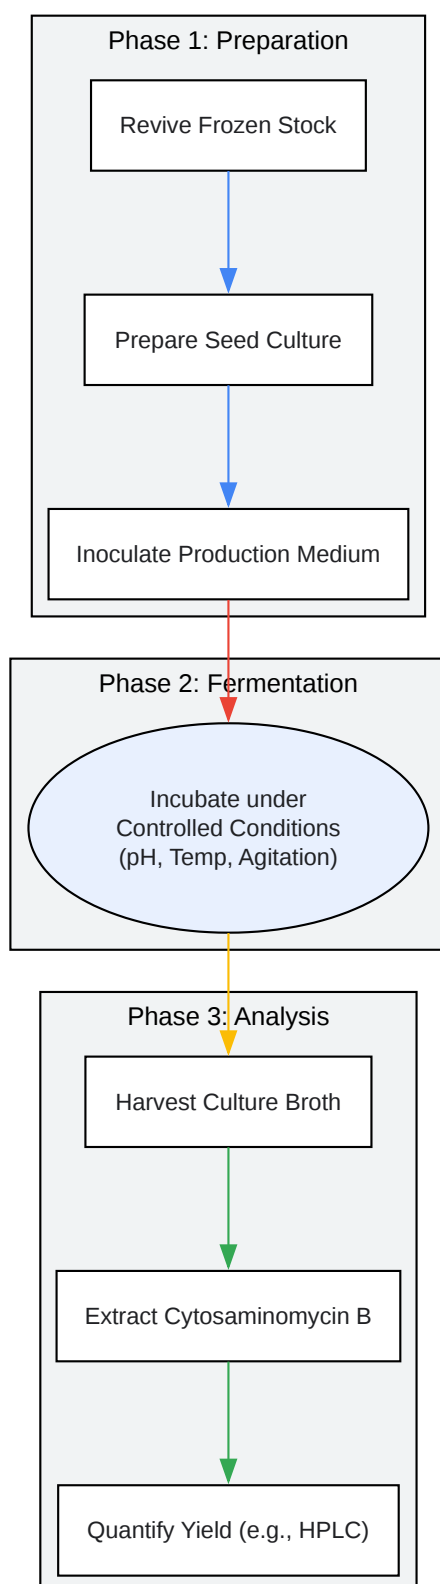 Phase 1: Preparation
Revive Frozen Stock
Prepare Seed Culture
Inoculate Production Medium
Phase 2: Fermentation
Incubate under
Controlled Conditions
(pH, Temp, Agitation)
Phase 3: Analysis
Harvest Culture Broth
Extract Cytosaminomycin B
Quantify Yield (e.g., HPLC)